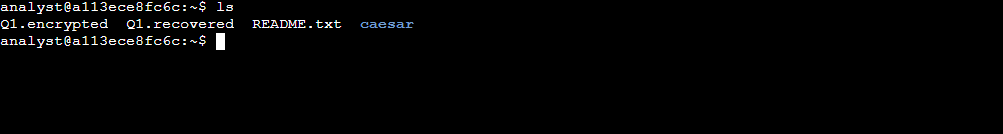 analyst@a113ece8fc6c:~$ ls
Q1.encrypted  Q1.recovered  README.txt  caesar
analyst@a113ece8fc6c:~$